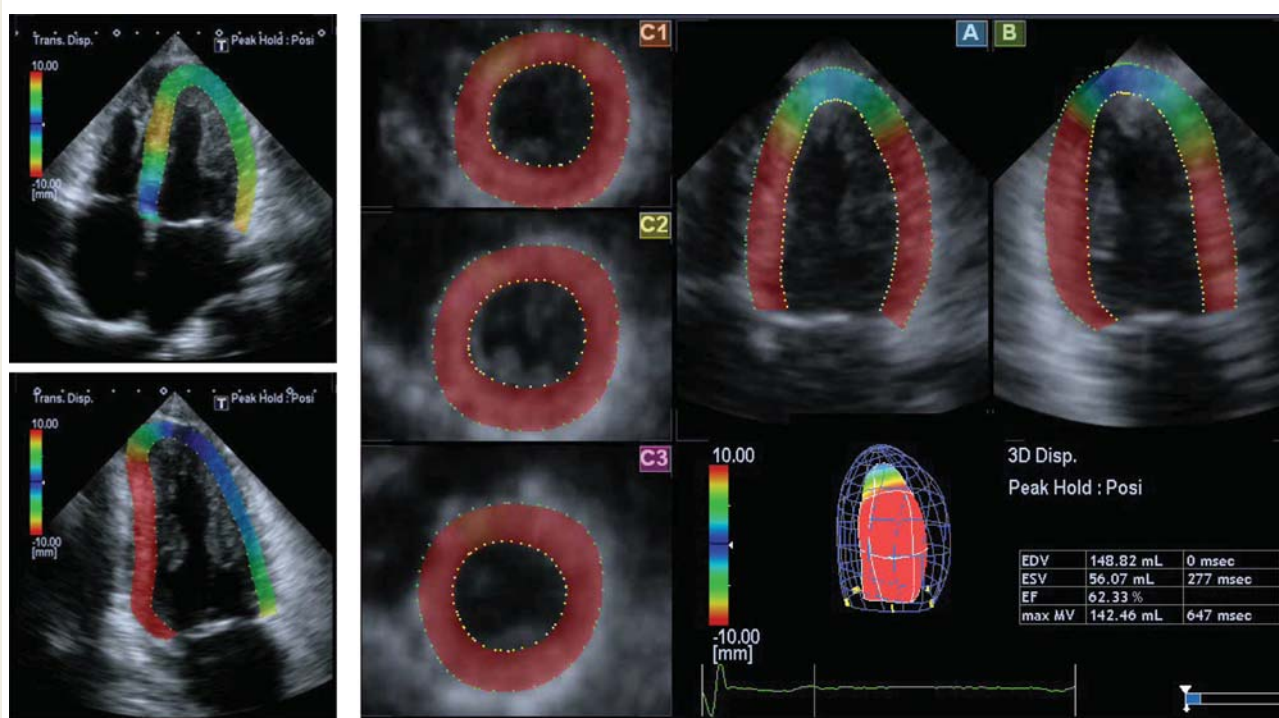 Trans. Disp.
T Peak Hold : Posi
10.00
-10.00
[mm]
Trans. Disp.
T Peak Hold : Posi
10.00
-10.00
[mm]
C1
C2
C3
A
B
10.00
-10.00
[mm]
3D Disp.
Peak Hold : Posi
EDV 148.82 mL 0 msec
ESV 56.07 mL 277 msec
EF 62.33 %
max MV 142.46 mL 647 msec